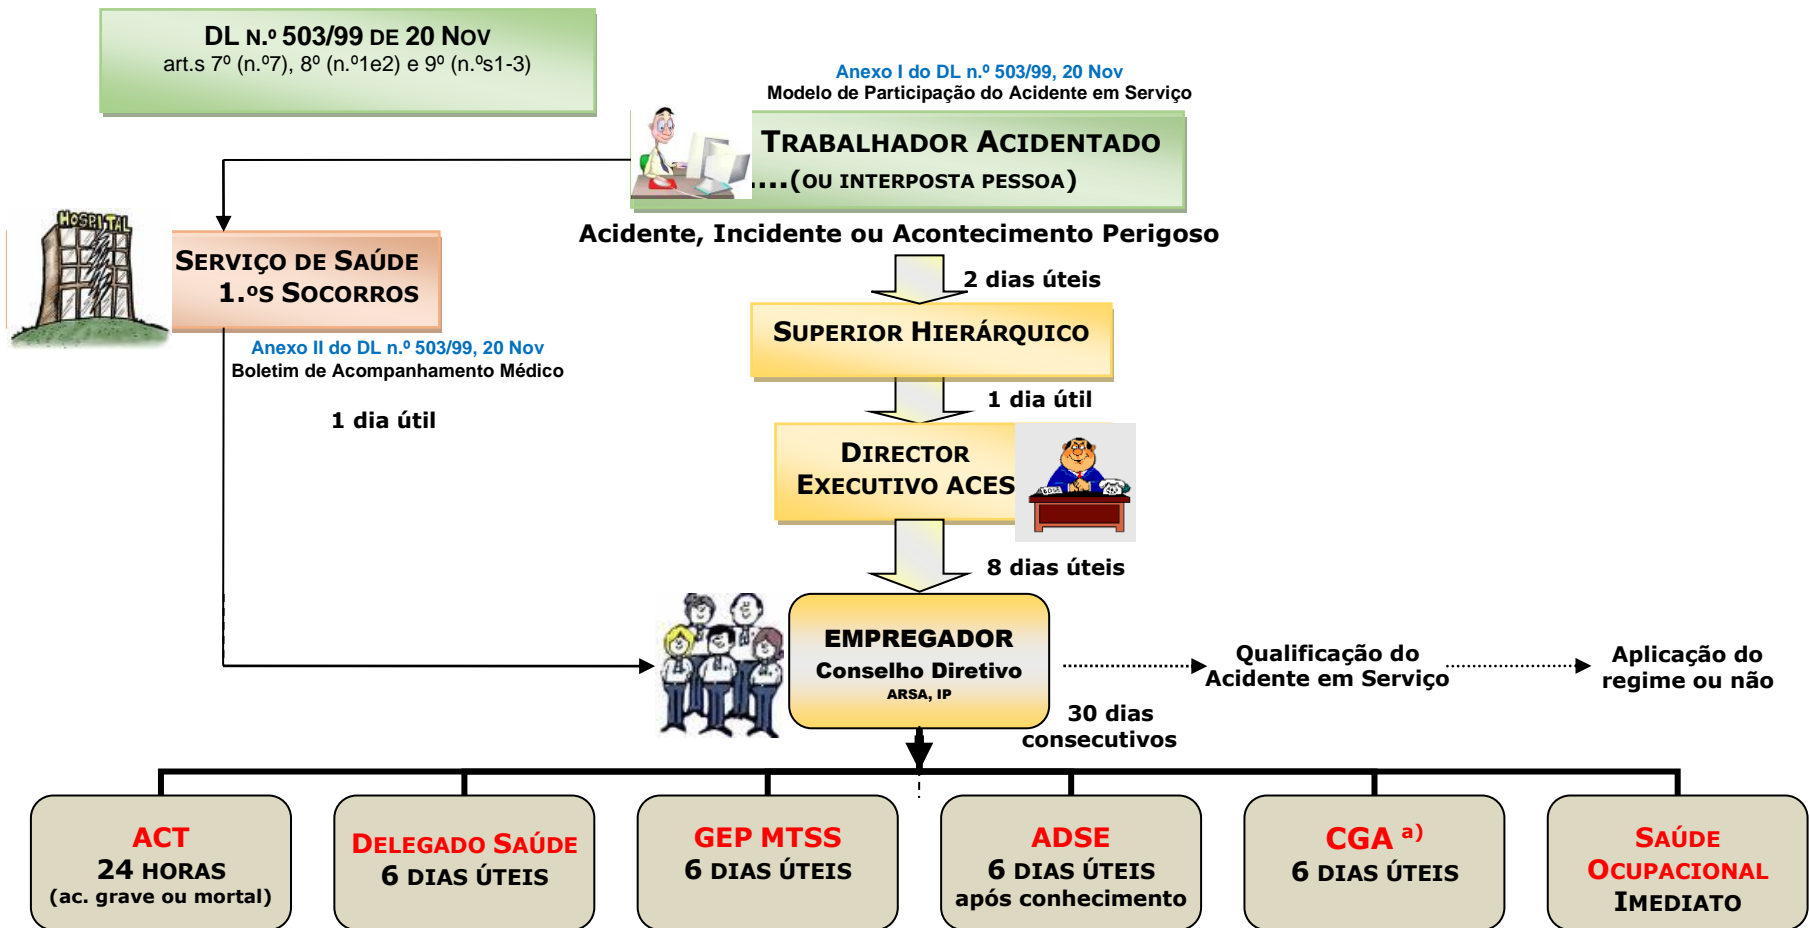 DL N.º 503/99 DE 20 NOV
art.s 7º (n.º7), 8º (n.º1e2) e 9º (n.ºs1-3)
Anexo I do DL n.º 503/99, 20 Nov
Modelo de Participação do Acidente em Serviço
TRABALHADOR ACIDENTADO
....(OU INTERPOSTA PESSOA)
Acidente, Incidente ou Acontecimento Perigoso
HOSPITAL
SERVIÇO DE SAÚDE
1.ºS SOCORROS
Anexo II do DL n.º 503/99, 20 Nov
Boletim de Acompanhamento Médico
1 dia útil
2 dias úteis
SUPERIOR HIERÁRQUICO
1 dia útil
DIRECTOR
EXECUTIVO ACES
8 dias úteis
EMPREGADOR
Conselho Diretivo
ARSA, IP
30 dias
consecutivos
Qualificação do
Acidente em Serviço
Aplicação do
regime ou não
ACT
24 HORAS
(ac. grave ou mortal)
DELEGADO SAÚDE
6 DIAS ÚTEIS
GEP MTSS
6 DIAS ÚTEIS
ADSE
6 DIAS ÚTEIS
após conhecimento
CGA a)
6 DIAS ÚTEIS
SAÚDE
OCUPACIONAL
IMEDIATO